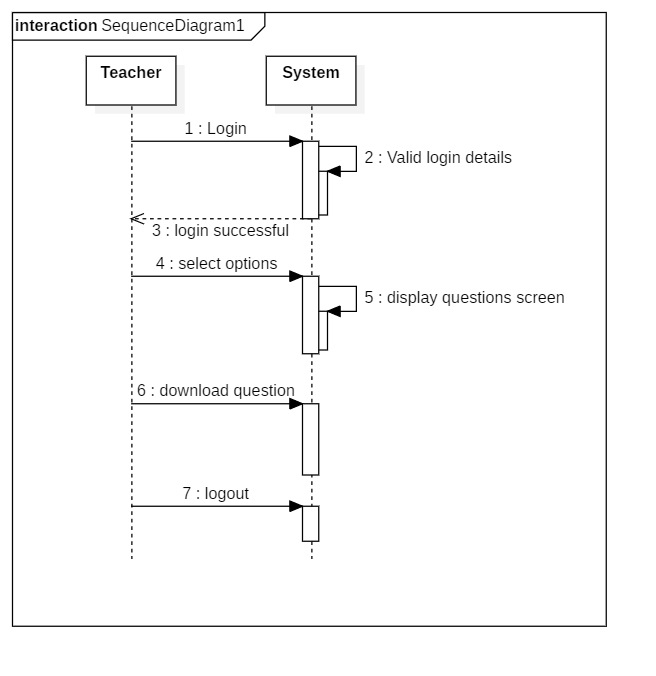 interaction SequenceDiagram1
Teacher
System
1 : Login
2 : Valid login details
3 : login successful
4 : select options
5 : display questions screen
6 : download question
7 : logout